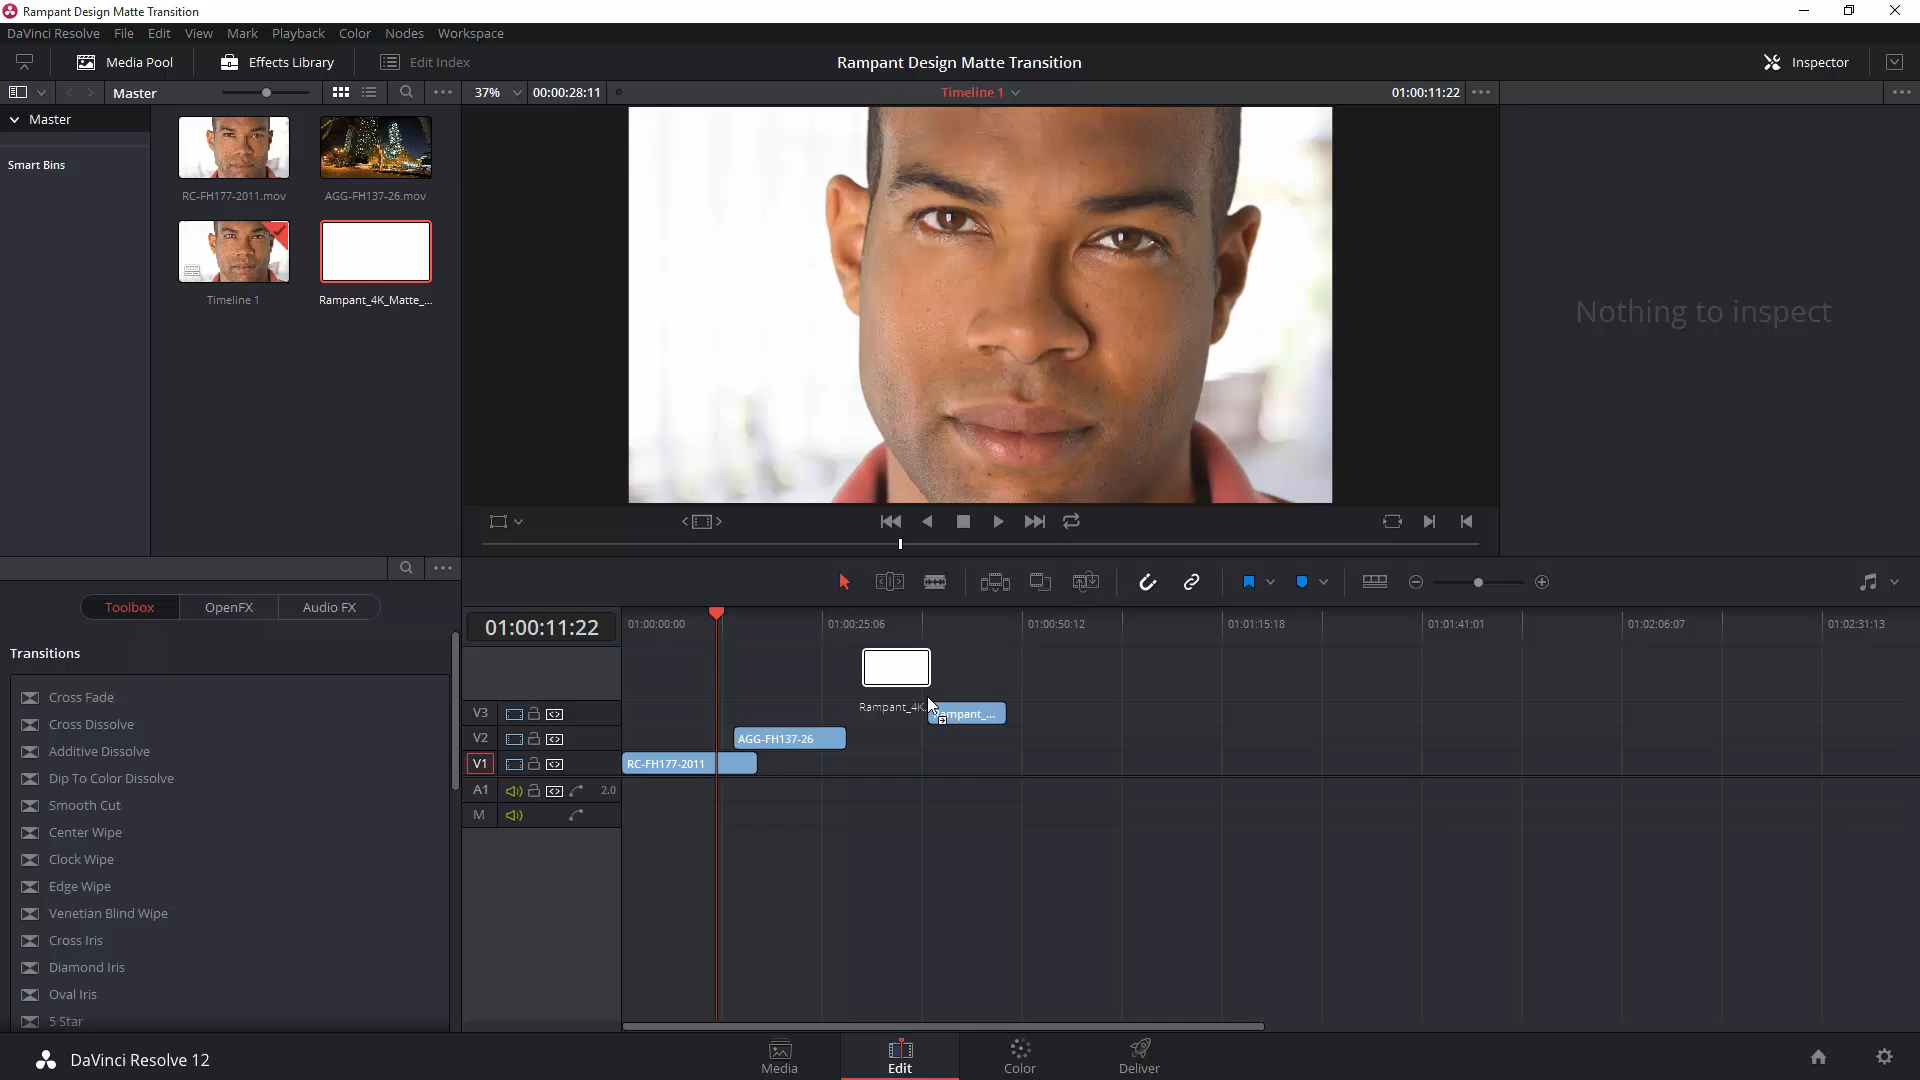 Rampant Design Matte Transition
DaVinci Resolve File Edit View Mark Trim Playback Color Nodes Workspace
Media Pool Effects Library Edit Index Rampant Design Matte Transition Inspector
Master 37% 00:00:28:11 Timeline 1 01:00:11:22
Master
Smart Bins
RC-FH177-2011.mov AGG-FH137-26.mov
Timeline 1 Rampant_4K_Matte_...
Nothing to inspect
Toolbox OpenFX Audio FX
Transitions
Cross Fade
Cross Dissolve
Additive Dissolve
Dip To Color Dissolve
Smooth Cut
Center Wipe
Clock Wipe
Edge Wipe
Venetian Blind Wipe
Cross Iris
Diamond Iris
Oval Iris
5 Star
01:00:11:22 01:00:00:00 01:00:25:06 01:00:50:12 01:01:15:18 01:01:41:01 01:02:06:07 01:02:31:13
Rampant_4K
V3
V2 AGG-FH137-26
V1 RC-FH177-2011
A1 2.0
M
DaVinci Resolve 12 Media Edit Color Deliver